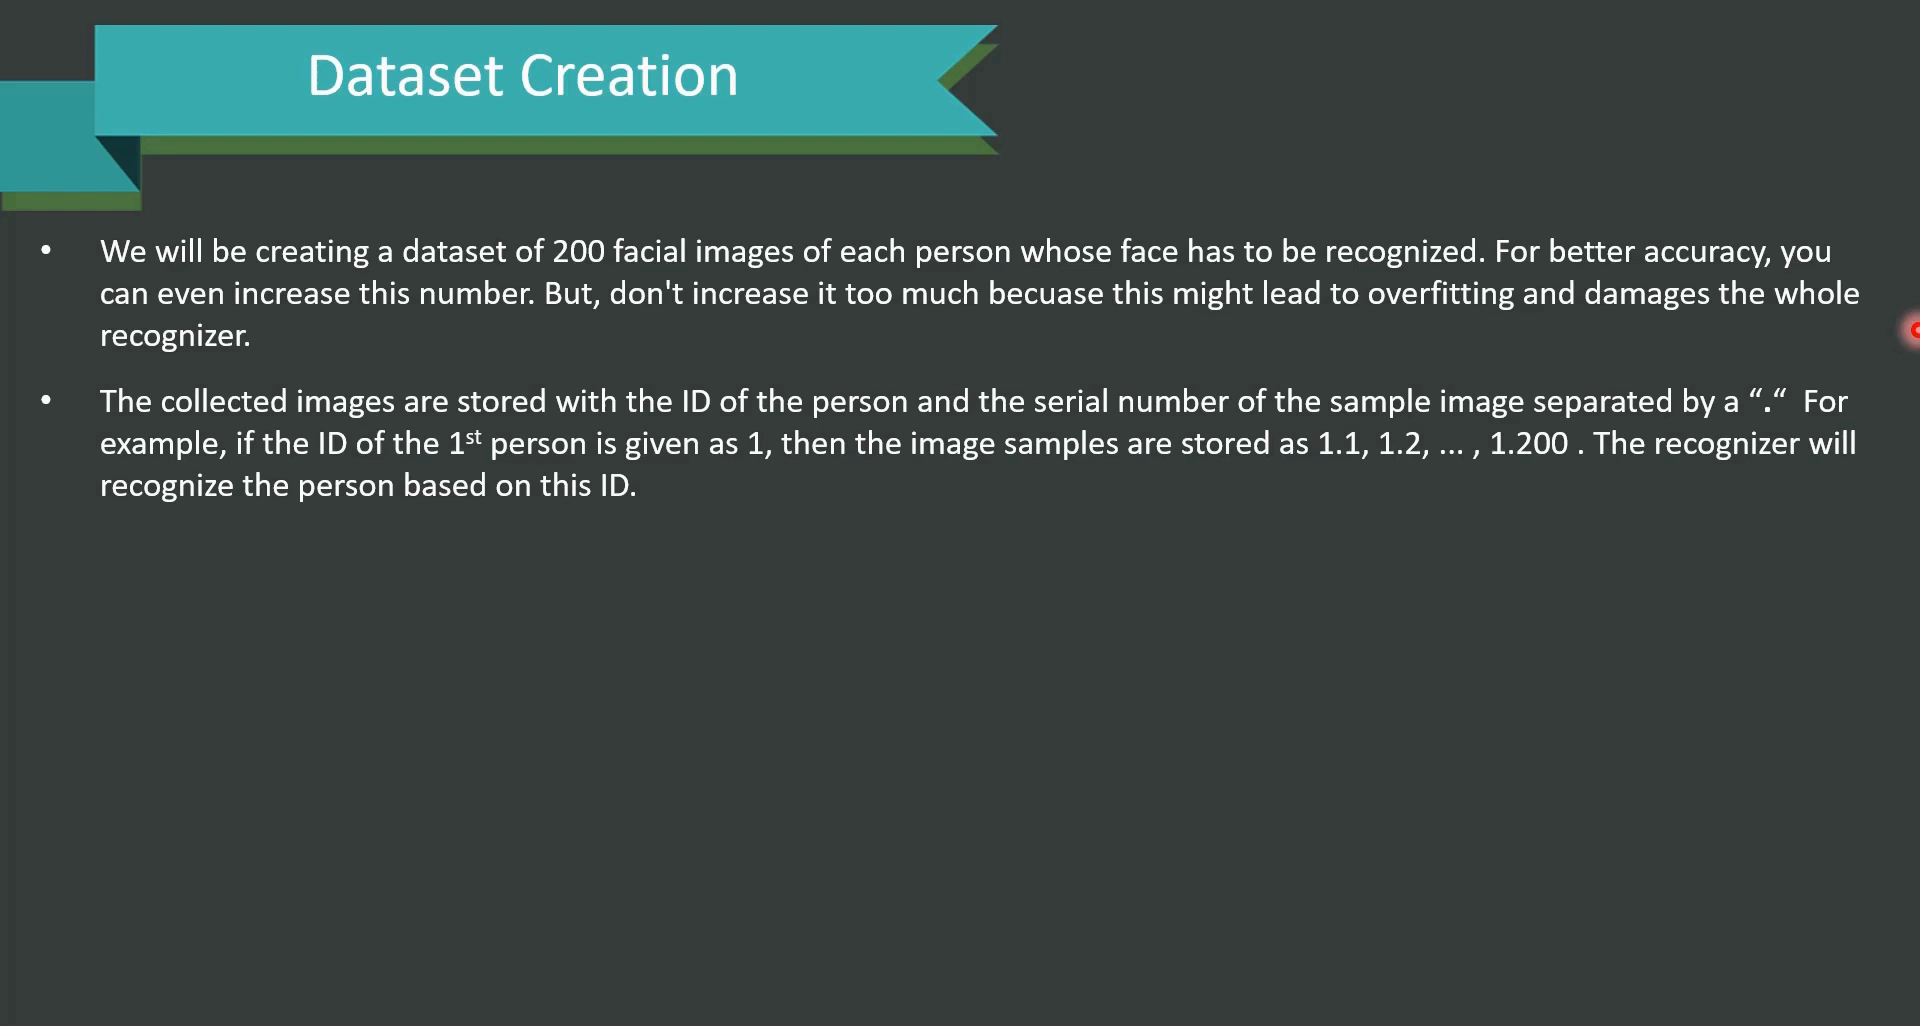 Dataset Creation
• We will be creating a dataset of 200 facial images of each person whose face has to be recognized. For better accuracy, you
can even increase this number. But, don't increase it too much becuase this might lead to overfitting and damages the whole
recognizer.
• The collected images are stored with the ID of the person and the serial number of the sample image separated by a “.“ For
example, if the ID of the 1st person is given as 1, then the image samples are stored as 1.1, 1.2, ... , 1.200 . The recognizer will
recognize the person based on this ID.